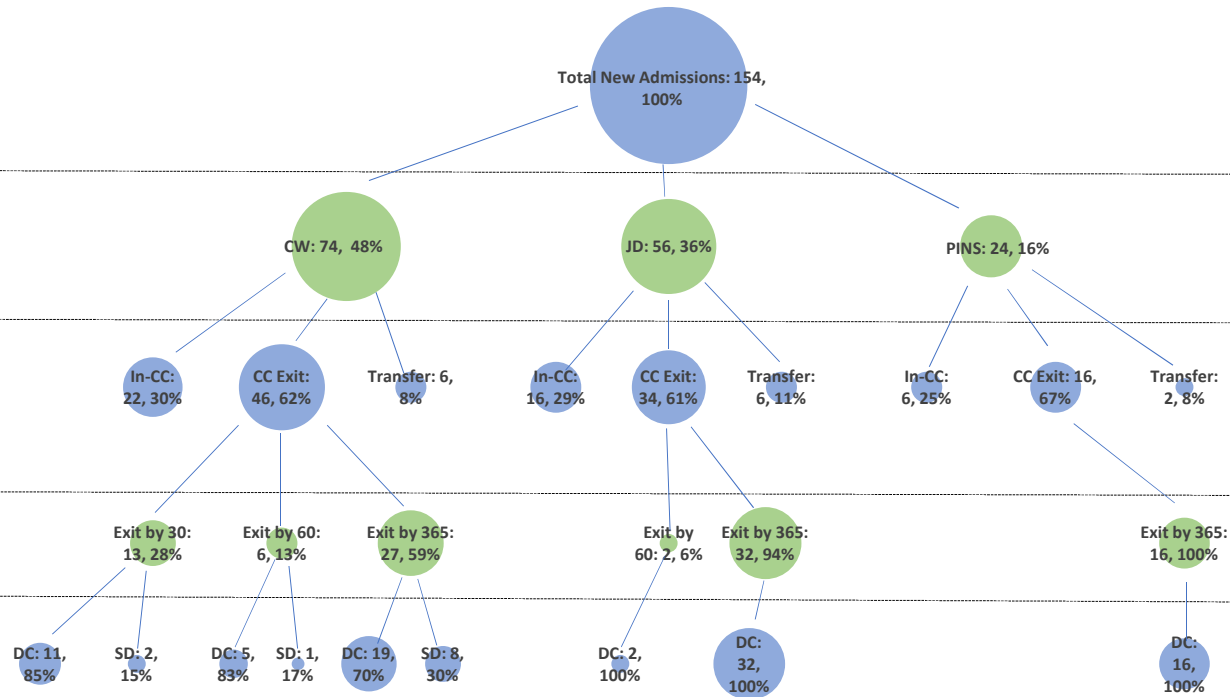 Total New Admissions: 154,
100%
CW: 74, 48%
JD: 56, 36%
PINS: 24, 16%
In-CC:
22, 30%
CC Exit:
46, 62%
Transfer: 6,
8%
In-CC:
16, 29%
CC Exit:
34, 61%
Transfer:
6, 11%
In-CC:
6, 25%
CC Exit: 16,
67%
Transfer:
2, 8%
Exit by 30:
13, 28%
Exit by 60:
6, 13%
Exit by 365:
27, 59%
Exit by
60: 2, 6%
Exit by 365:
32, 94%
Exit by 365:
16, 100%
DC: 11,
85%
SD: 2,
15%
DC: 5,
83%
SD: 1,
17%
DC: 19,
70%
SD: 8,
30%
DC: 2,
100%
DC:
32,
100%
DC:
16,
100%